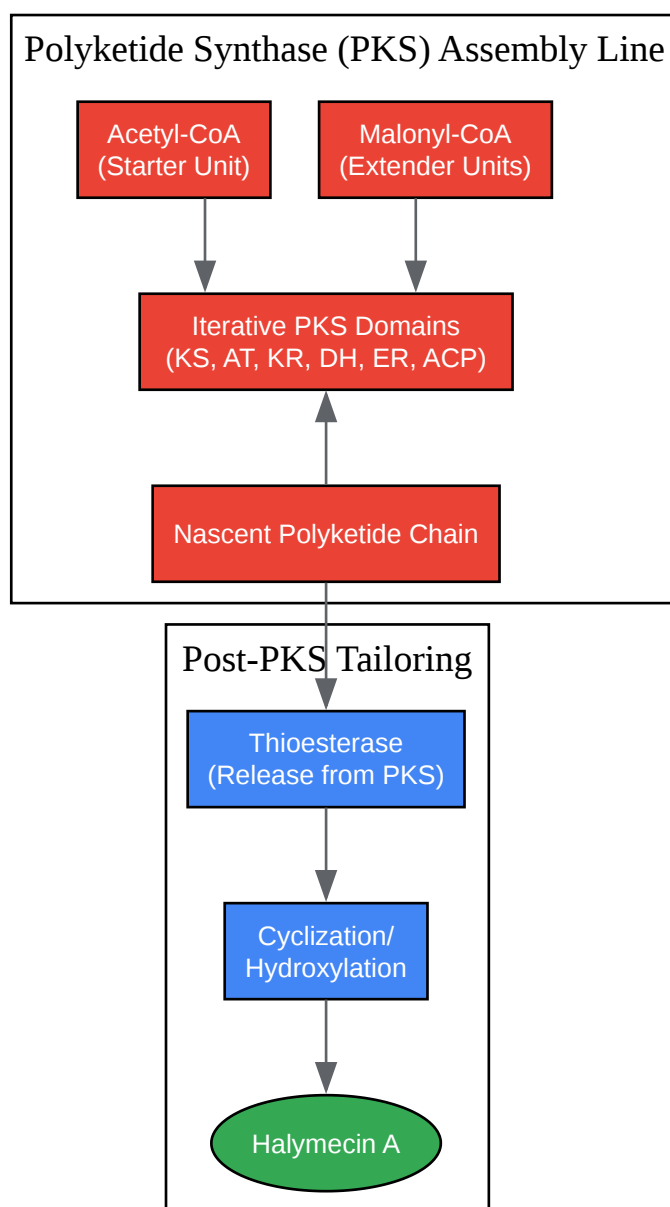 Polyketide Synthase (PKS) Assembly Line
Acetyl-CoA
(Starter Unit)
Malonyl-CoA
(Extender Units)
Iterative PKS Domains
(KS, AT, KR, DH, ER, ACP)
Nascent Polyketide Chain
Post-PKS Tailoring
Thioesterase
(Release from PKS)
Cyclization/
Hydroxylation
Halymecin A